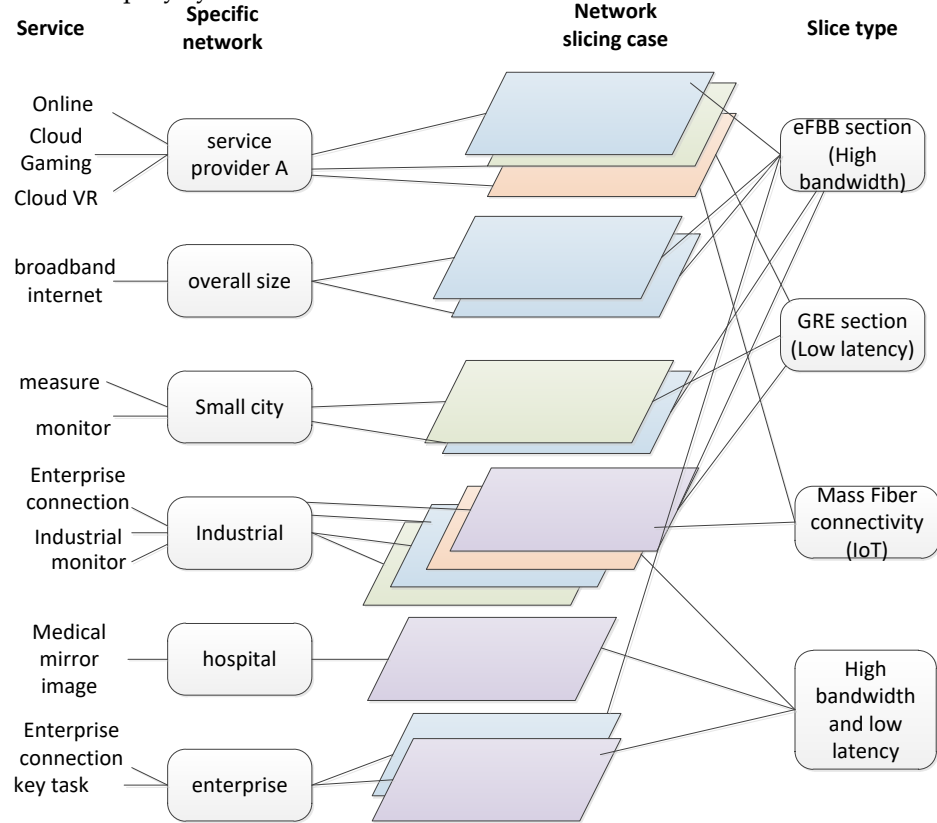 Service
Specific
network
Network
slicing case
Slice type
Online
Cloud
Gaming
Cloud VR
service
provider A
eFBB section
(High
bandwidth)
broadband
internet
overall size
GRE section
(Low latency)
measure
monitor
Small city
Enterprise
connection
Industrial
monitor
Industrial
Mass Fiber
connectivity
(IoT)
Medical
mirror
image
hospital
High
bandwidth
and low
latency
Enterprise
connection
key task
enterprise